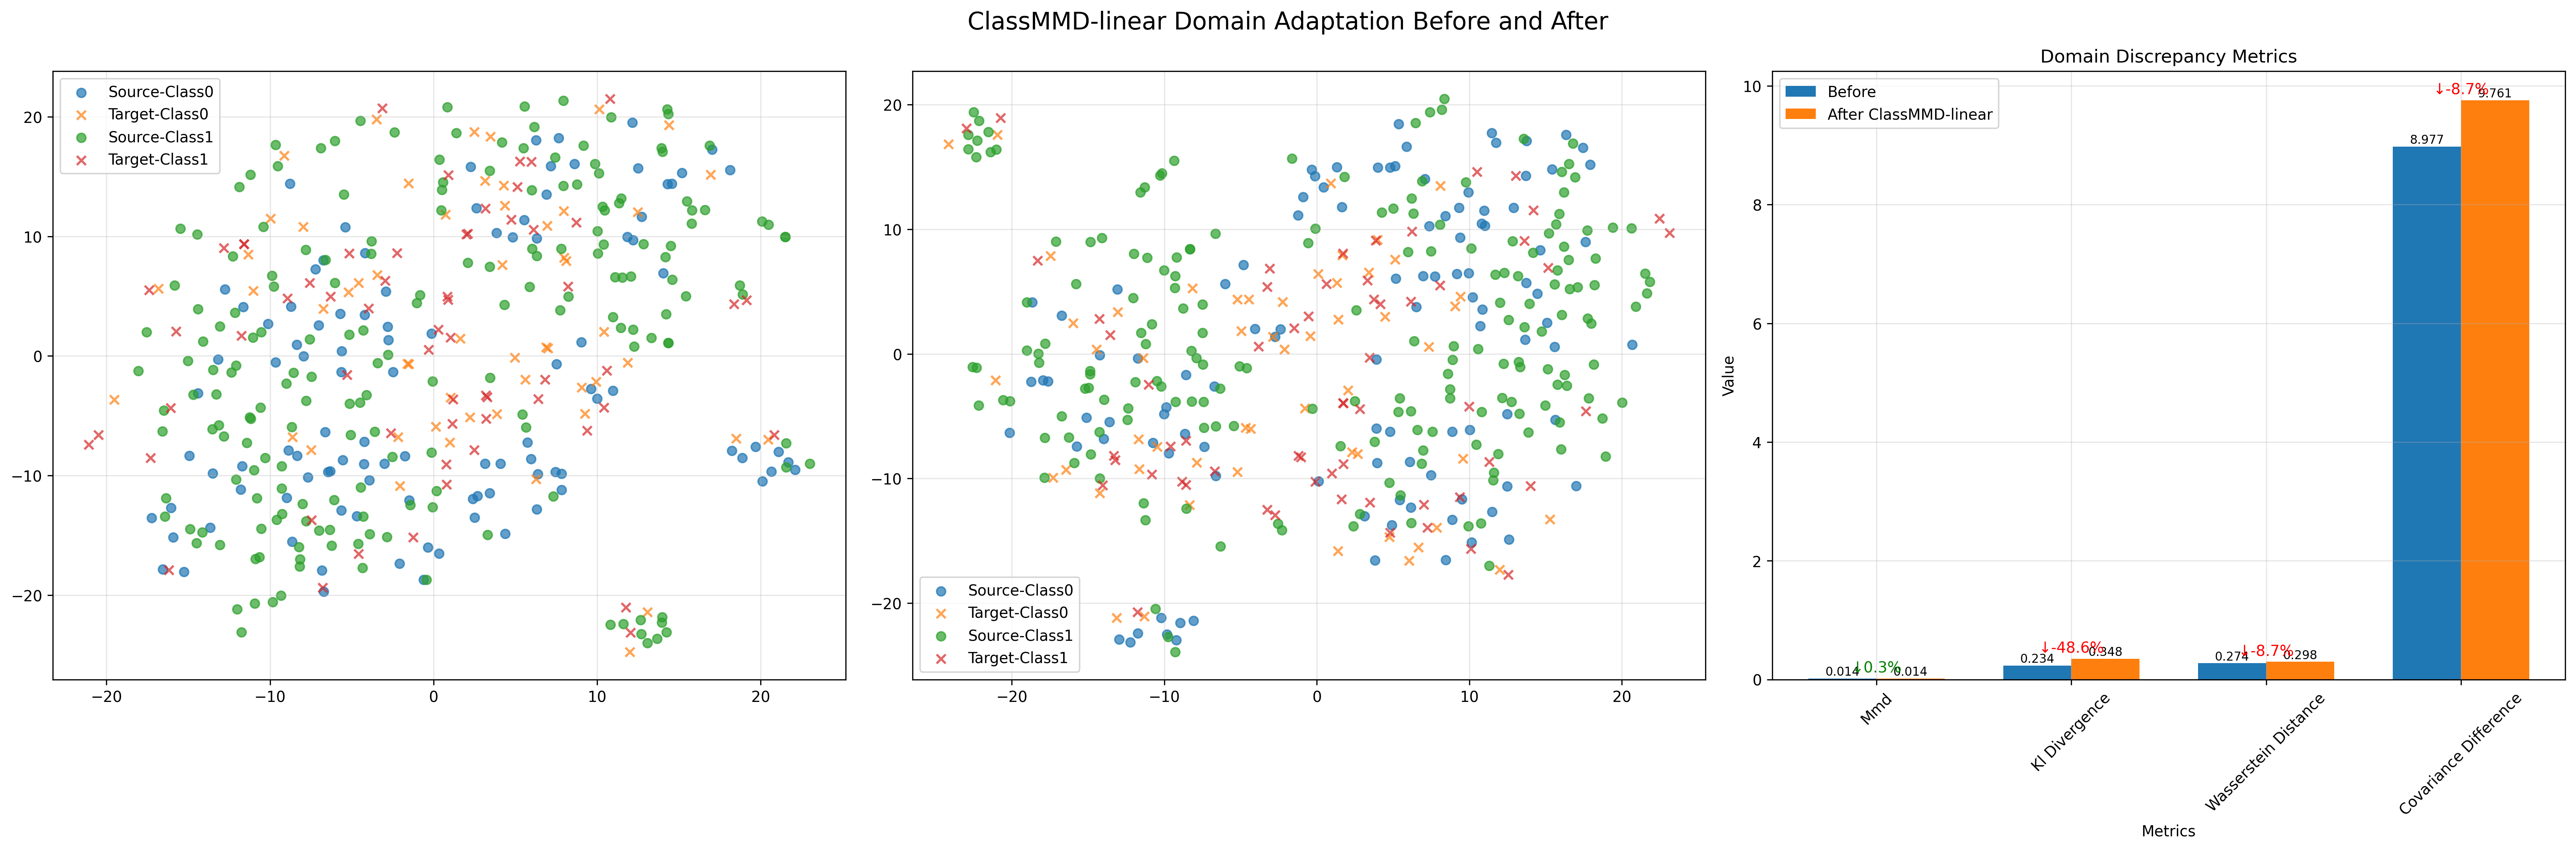 ClassMMD-linear Domain Adaptation Before and After
Source-Class0
Target-Class0
Source-Class1
Target-Class1
20
10
0
−10
−20
−20
−10
0
10
20
Source-Class0
Target-Class0
Source-Class1
Target-Class1
20
10
0
−10
−20
−20
−10
0
10
20
Domain Discrepancy Metrics
Before
After ClassMMD-linear
Value
10
8
6
4
2
0
0.014
↓0.3%
0.014
0.234
↓-48.6%
0.348
0.274
↓-8.7%
0.298
8.977
↓-8.7%
9.761
Mmd
Kl Divergence
Wasserstein Distance
Covariance Difference
Metrics